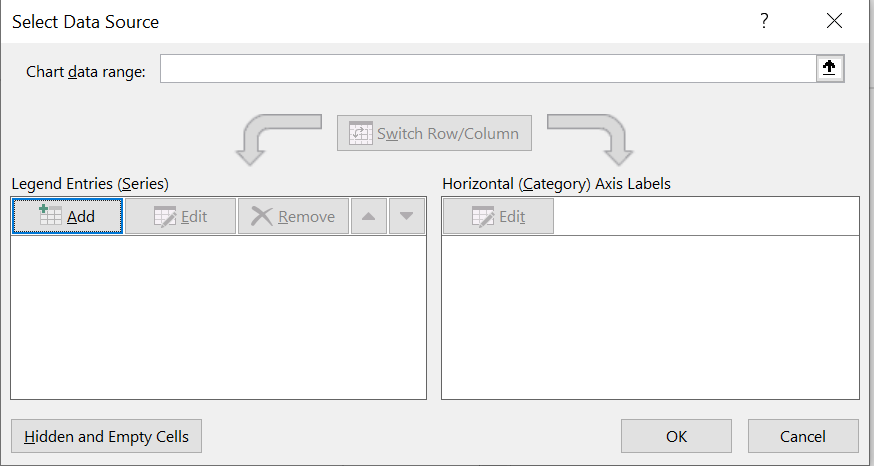 Select Data Source
?
Chart data range:
Switch Row/Column
Legend Entries (Series)
Horizontal (Category) Axis Labels
Add
Edit
Remove
Edit
Hidden and Empty Cells
OK
Cancel